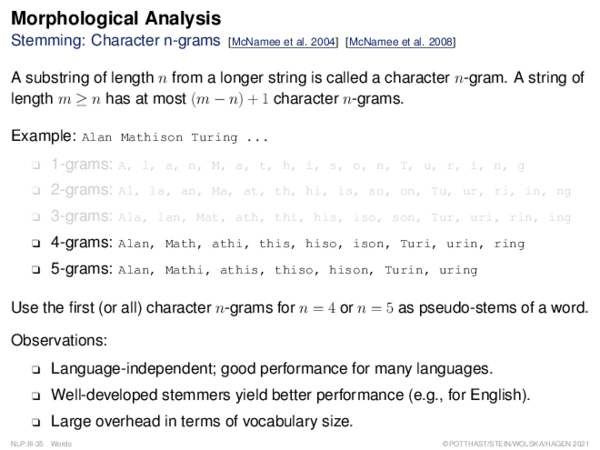 Morphological Analysis
Stemming: Character n-grams [McNamee et al. 2004] [McNamee et al. 2008]
A substring of length n from a longer string is called a character n-gram. A string of
length m ≥ n has at most (m − n) + 1 character n-grams.
Example: Alan Mathison Turing ...
❏ 1-grams: A, l, a, n, M, a, t, h, i, s, o, n, T, u, r, i, n, g
❏ 2-grams: Al, la, an, Ma, at, th, hi, is, so, on, Tu, ur, ri, in, ng
❏ 3-grams: Ala, lan, Mat, ath, thi, his, iso, son, Tur, uri, rin, ing
❏ 4-grams: Alan, Math, athi, this, hiso, ison, Turi, urin, ring
❏ 5-grams: Alan, Mathi, athis, thiso, hison, Turin, uring
Use the first (or all) character n-grams for n = 4 or n = 5 as pseudo-stems of a word.
Observations:
❏ Language-independent; good performance for many languages.
❏ Well-developed stemmers yield better performance (e.g., for English).
❏ Large overhead in terms of vocabulary size.
NLP:III-35 Words ©POTTHAST/STEIN/WOLSKA/HAGEN 2021